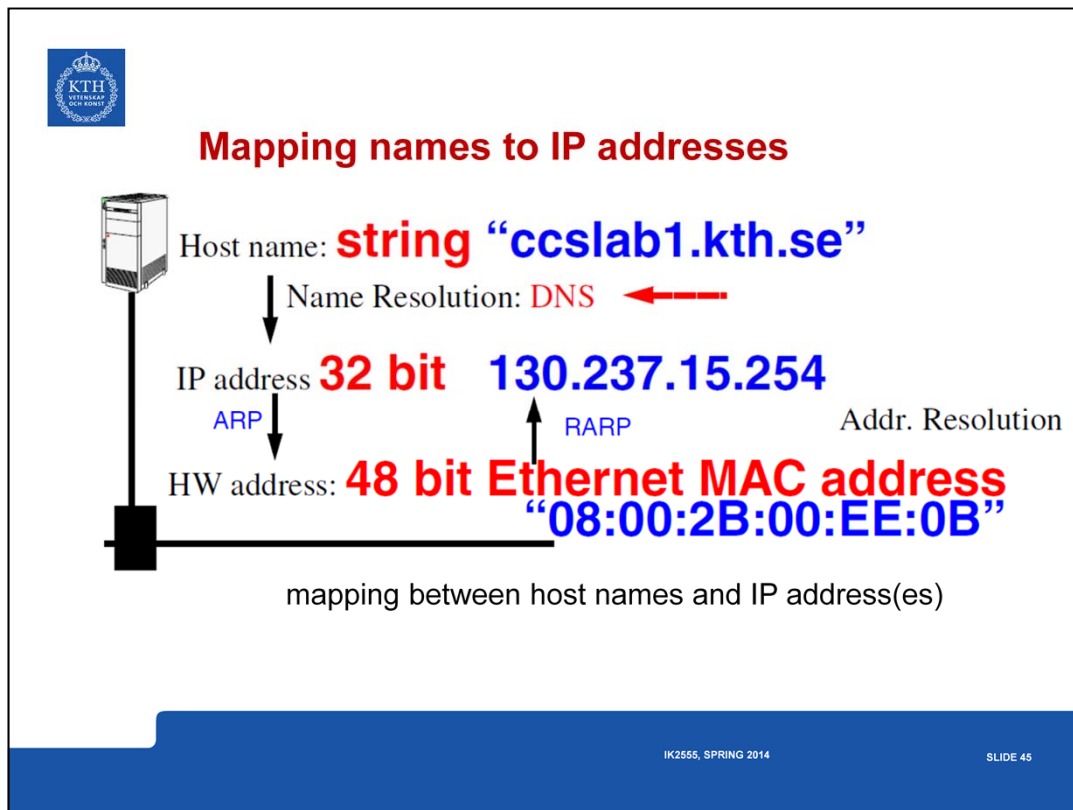 KTH
VETENSKAP
OCH KONST
Mapping names to IP addresses
Host name: string “ccslab1.kth.se”
Name Resolution: DNS
IP address 32 bit 130.237.15.254
ARP RARP Addr. Resolution
HW address: 48 bit Ethernet MAC address
“08:00:2B:00:EE:0B”
mapping between host names and IP address(es)
IK2555, SPRING 2014 SLIDE 45